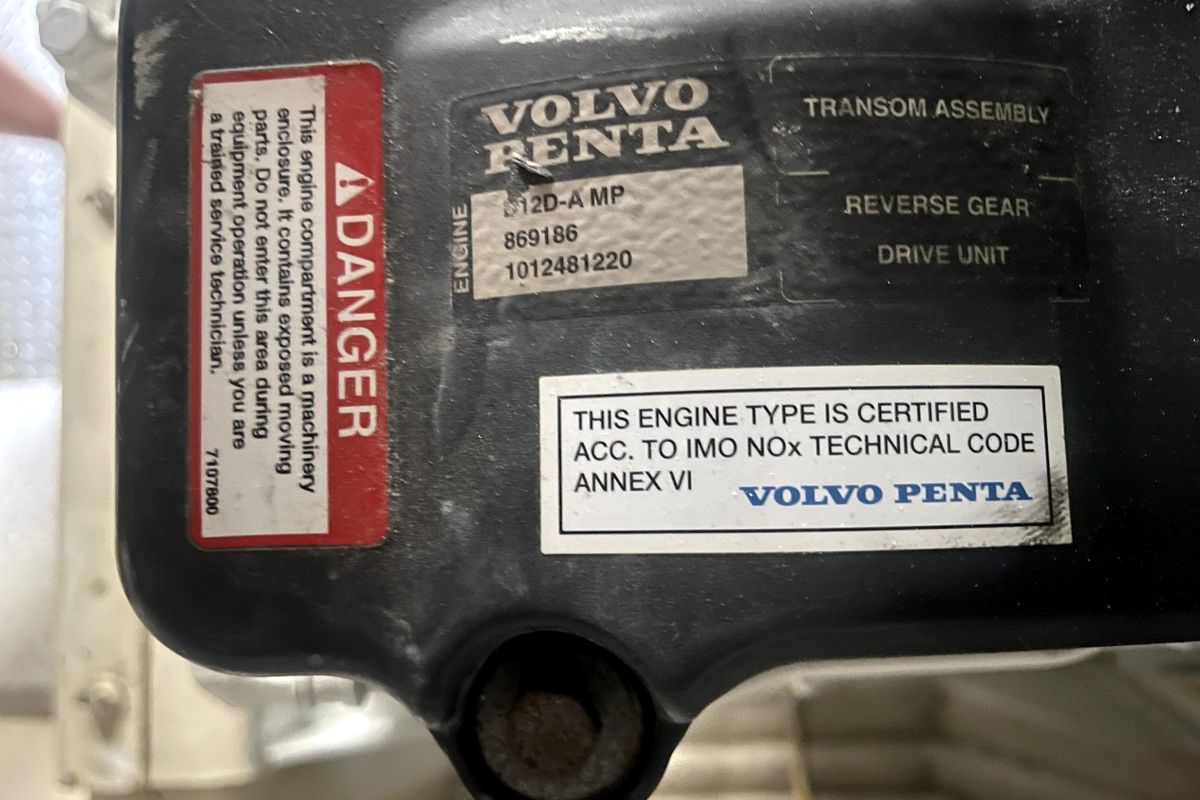 DANGER
This engine compartment is a machinery
enclosure. It contains exposed moving
parts. Do not enter this area during
equipment operation unless you are
a trained service technician.
7107800
VOLVO
PENTA
ENGINE
D12D-A MP
869186
1012481220
TRANSOM ASSEMBLY
REVERSE GEAR
DRIVE UNIT
THIS ENGINE TYPE IS CERTIFIED
ACC. TO IMO NOx TECHNICAL CODE
ANNEX VI
VOLVO PENTA